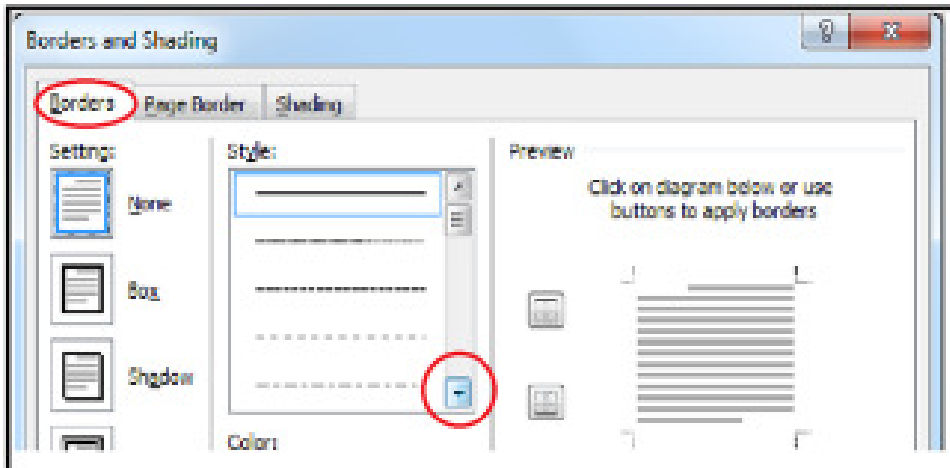 Borders and Shading
Borders Page Border Shading
Setting:
Style:
Preview
Click on diagram below or use
buttons to apply borders
None
Box
Shadow
Color: